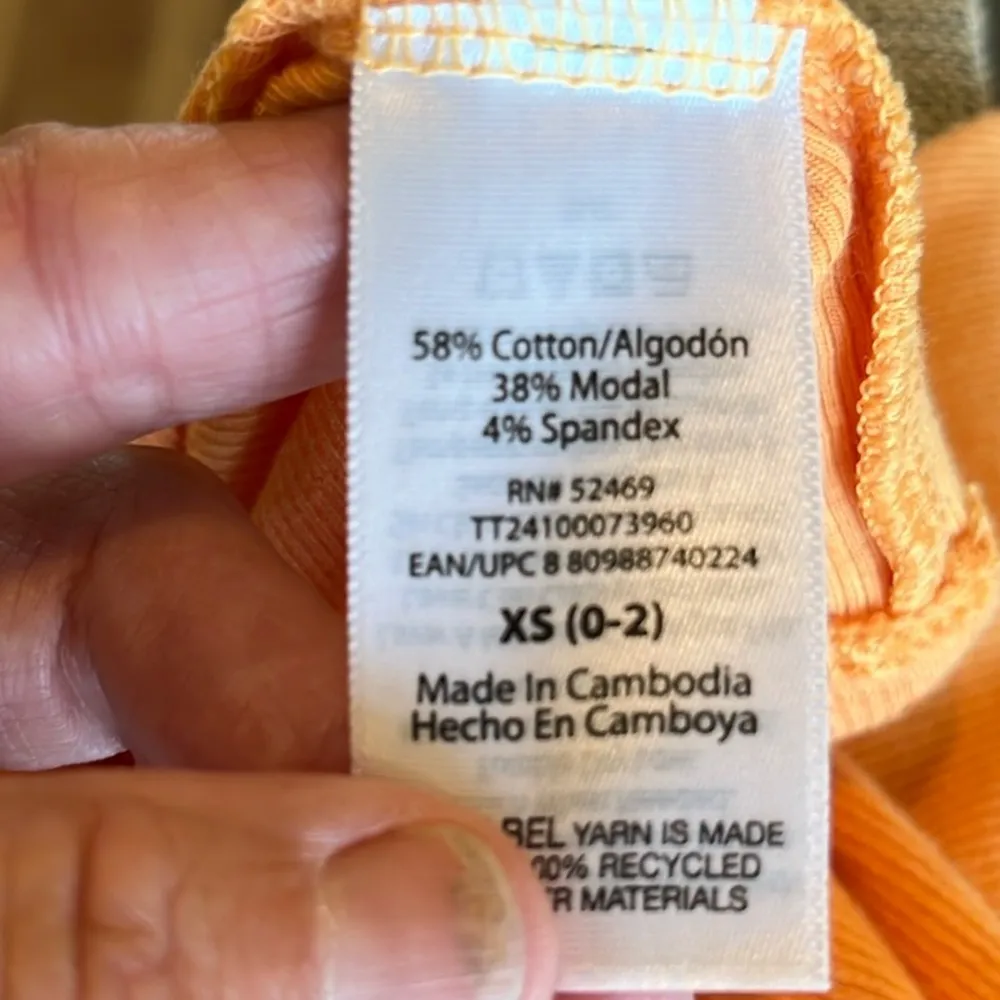 58% Cotton/Algodón
38% Modal
4% Spandex
RN# 52469
TT24100073960
EAN/UPC 8 80988740224
XS (0-2)
Made In Cambodia
Hecho En Camboya
YARN IS MADE
RECYCLED
MATERIALS